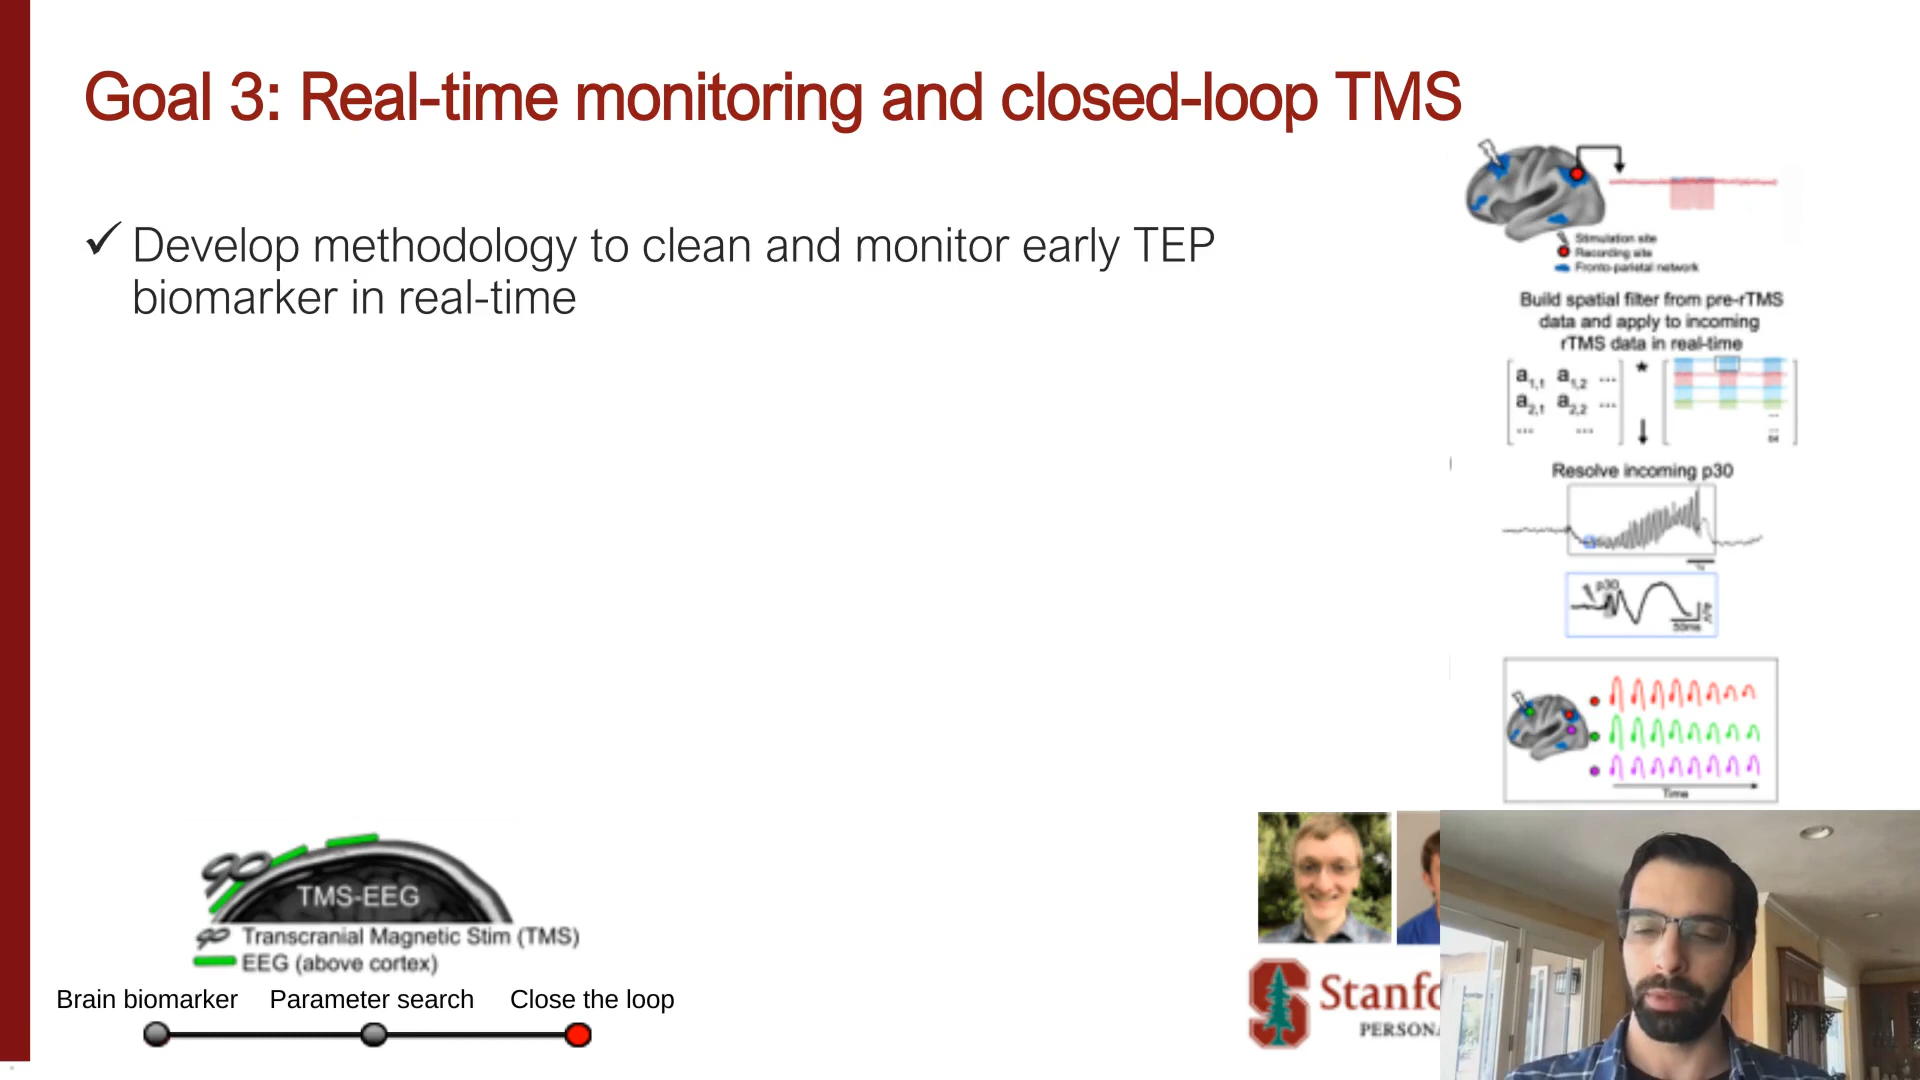 Goal 3: Real-time monitoring and closed-loop TMS
✓ Develop methodology to clean and monitor early TEP
biomarker in real-time
Stimulation site
Recording site
Fronto-parietal network
Build spatial filter from pre-rTMS
data and apply to incoming
rTMS data in real-time
a1,1 a1,2 ...
a2,1 a2,2 ...
... ...
*
...
...
64
Resolve incoming p30
p30
50ms
Time
TMS-EEG
Transcranial Magnetic Stim (TMS)
EEG (above cortex)
Brain biomarker Parameter search Close the loop
Stanfo
PERSONA